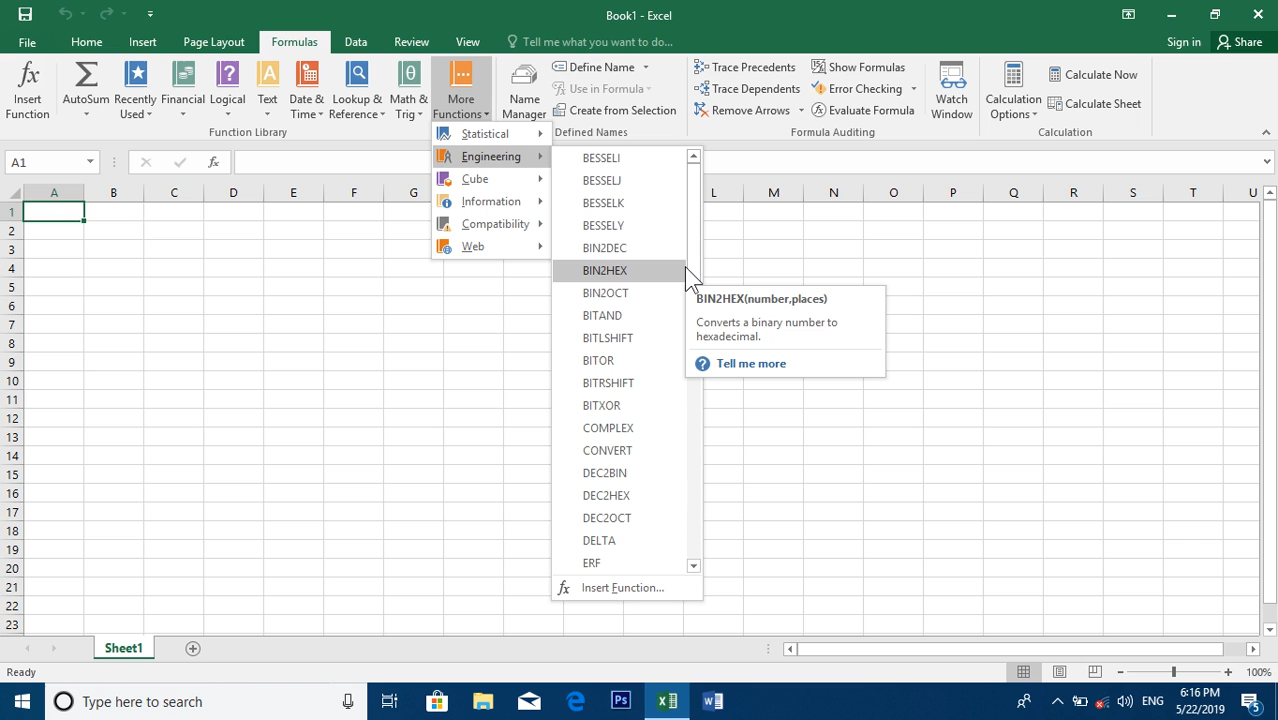 Book1 - Excel
File Home Insert Page Layout Formulas Data Review View Tell me what you want to do... Sign in Share
Insert Function
AutoSum
Recently Used
Financial
Logical
Text
Date & Time
Lookup & Reference
Math & Trig
More Functions
Function Library
Name Manager
Define Name
Use in Formula
Create from Selection
Defined Names
Trace Precedents
Trace Dependents
Remove Arrows
Show Formulas
Error Checking
Evaluate Formula
Formula Auditing
Watch Window
Calculation Options
Calculate Now
Calculate Sheet
Calculation
Statistical
Engineering
Cube
Information
Compatibility
Web
A1
fx
A B C D E F G L M N O P Q R S T U
1
2
3
4
5
6
7
8
9
10
11
12
13
14
15
16
17
18
19
20
21
22
23
BESSELI
BESSELJ
BESSELK
BESSELY
BIN2DEC
BIN2HEX
BIN2OCT
BITAND
BITLSHIFT
BITOR
BITRSHIFT
BITXOR
COMPLEX
CONVERT
DEC2BIN
DEC2HEX
DEC2OCT
DELTA
ERF
fx Insert Function...
BIN2HEX(number,places)
Converts a binary number to
hexadecimal.
Tell me more
Sheet1
Ready
100%
Type here to search
Ps
ENG
6:16 PM
5/22/2019
5